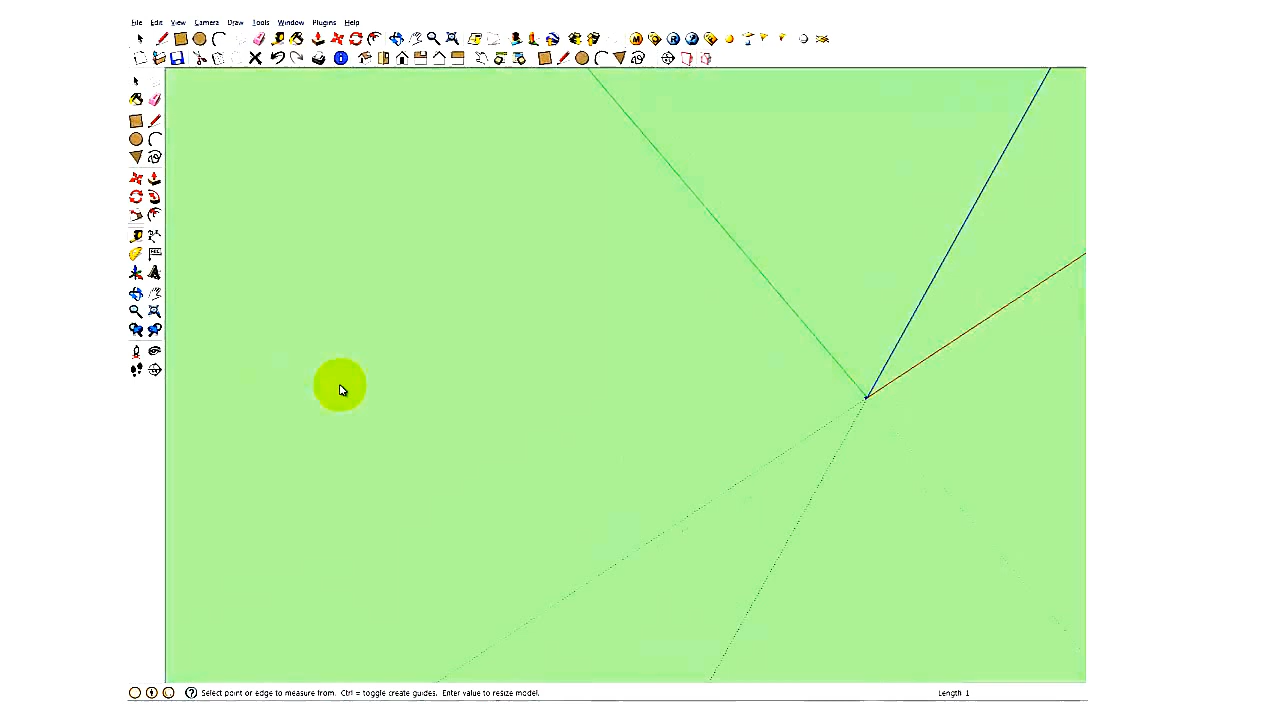 File Edit View Camera Draw Tools Window Plugins Help
Select point or edge to measure from. Ctrl = toggle create guides. Enter value to resize model.
Length 1